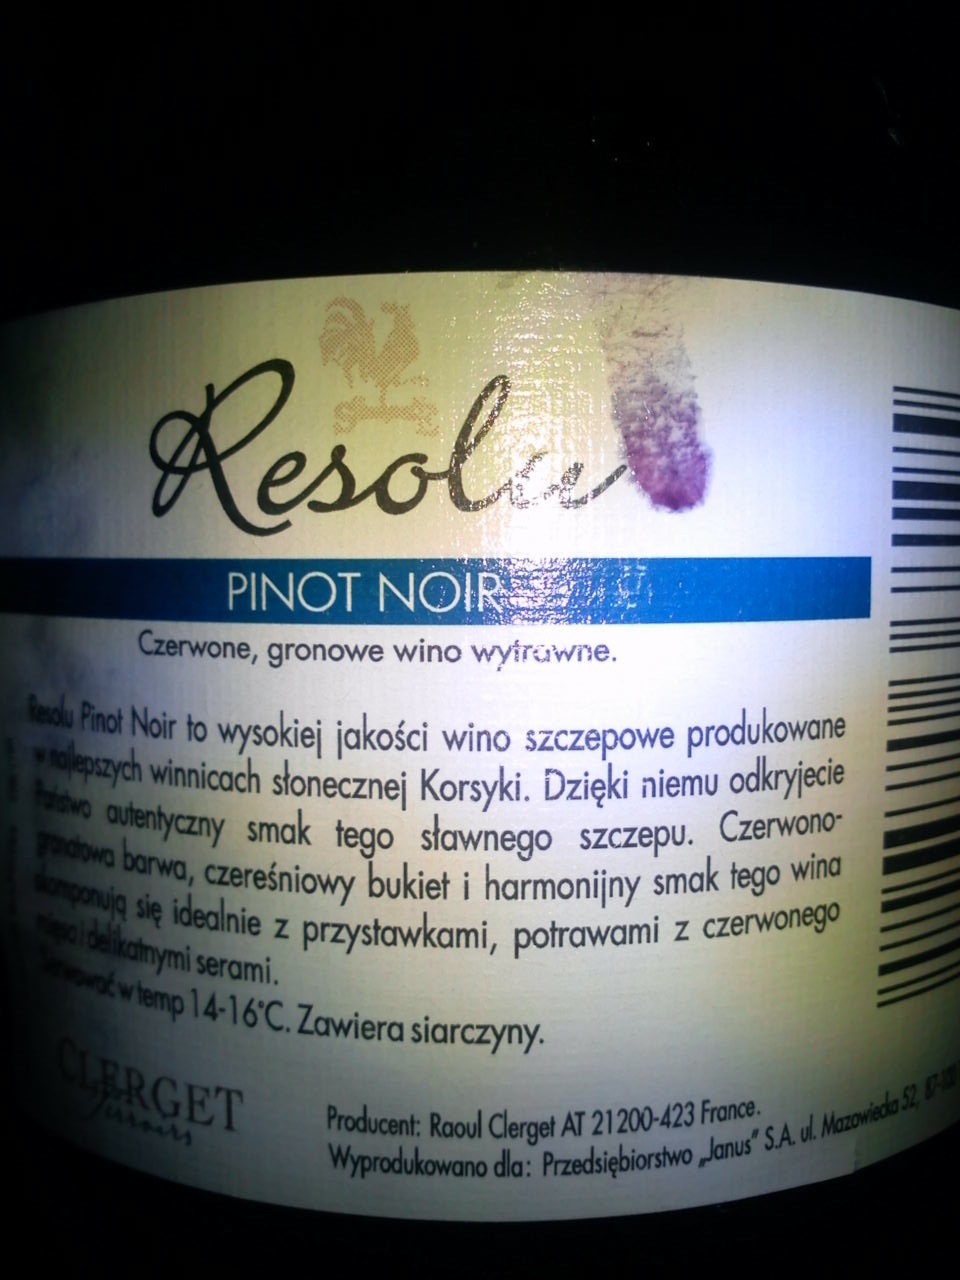 Resolu
PINOT NOIR
Czerwone, gronowe wino wytrawne.
Resolu Pinot Noir to wysokiej jakości wino szczepowe produkowane
w najlepszych winnicach słonecznej Korsyki. Dzięki niemu odkryjecie
Państwo autentyczny smak tego sławnego szczepu. Czerwono-
granatowa barwa, czereśniowy bukiet i harmonijny smak tego wina
skomponują się idealnie z przystawkami, potrawami z czerwonego
mięsa i delikatnymi serami.
Serwować w temp 14-16°C. Zawiera siarczyny.
CLERGET
Terroirs
Producent: Raoul Clerget AT 21200-423 France.
Wyprodukowano dla: Przedsiębiorstwo „Janus” S.A. ul. Mazowiecka 52,